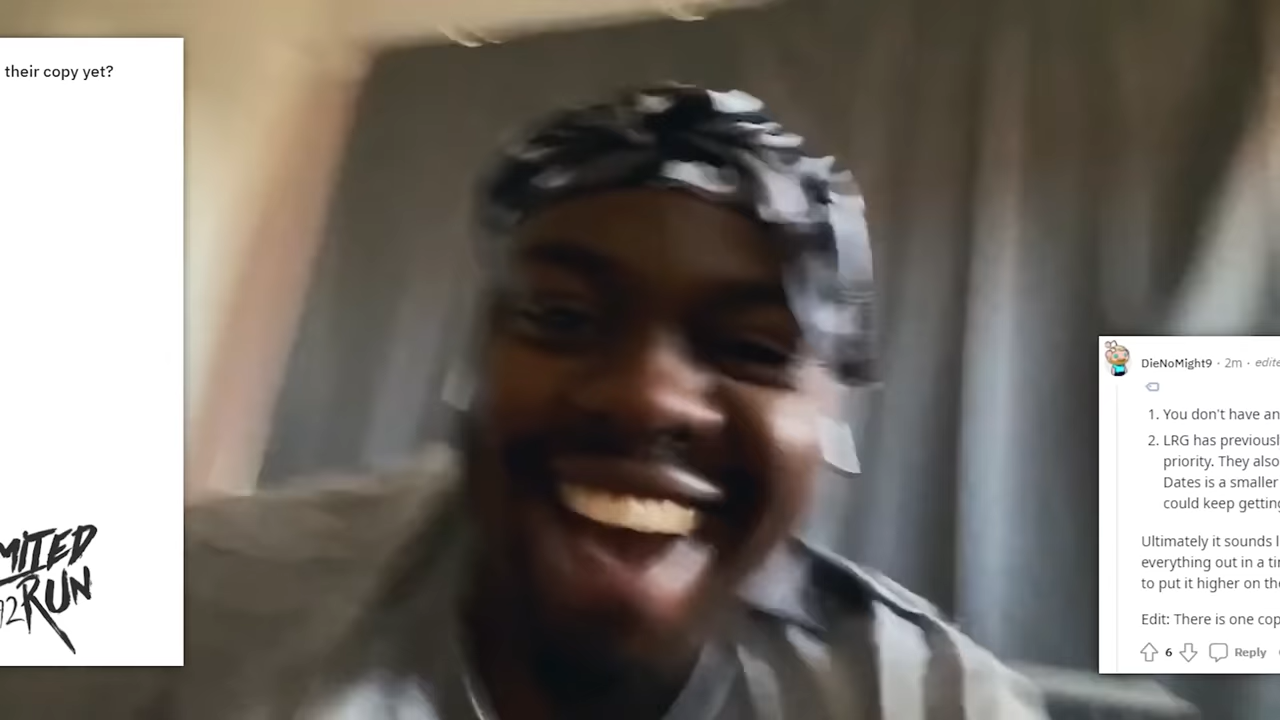 their copy yet?
MITED
RUN
DieNoMight9 · 2m · edite
1. You don't have an
2. LRG has previousl
priority. They also
Dates is a smaller
could keep getting
Ultimately it sounds l
everything out in a tir
to put it higher on the
Edit: There is one cop
6 Reply